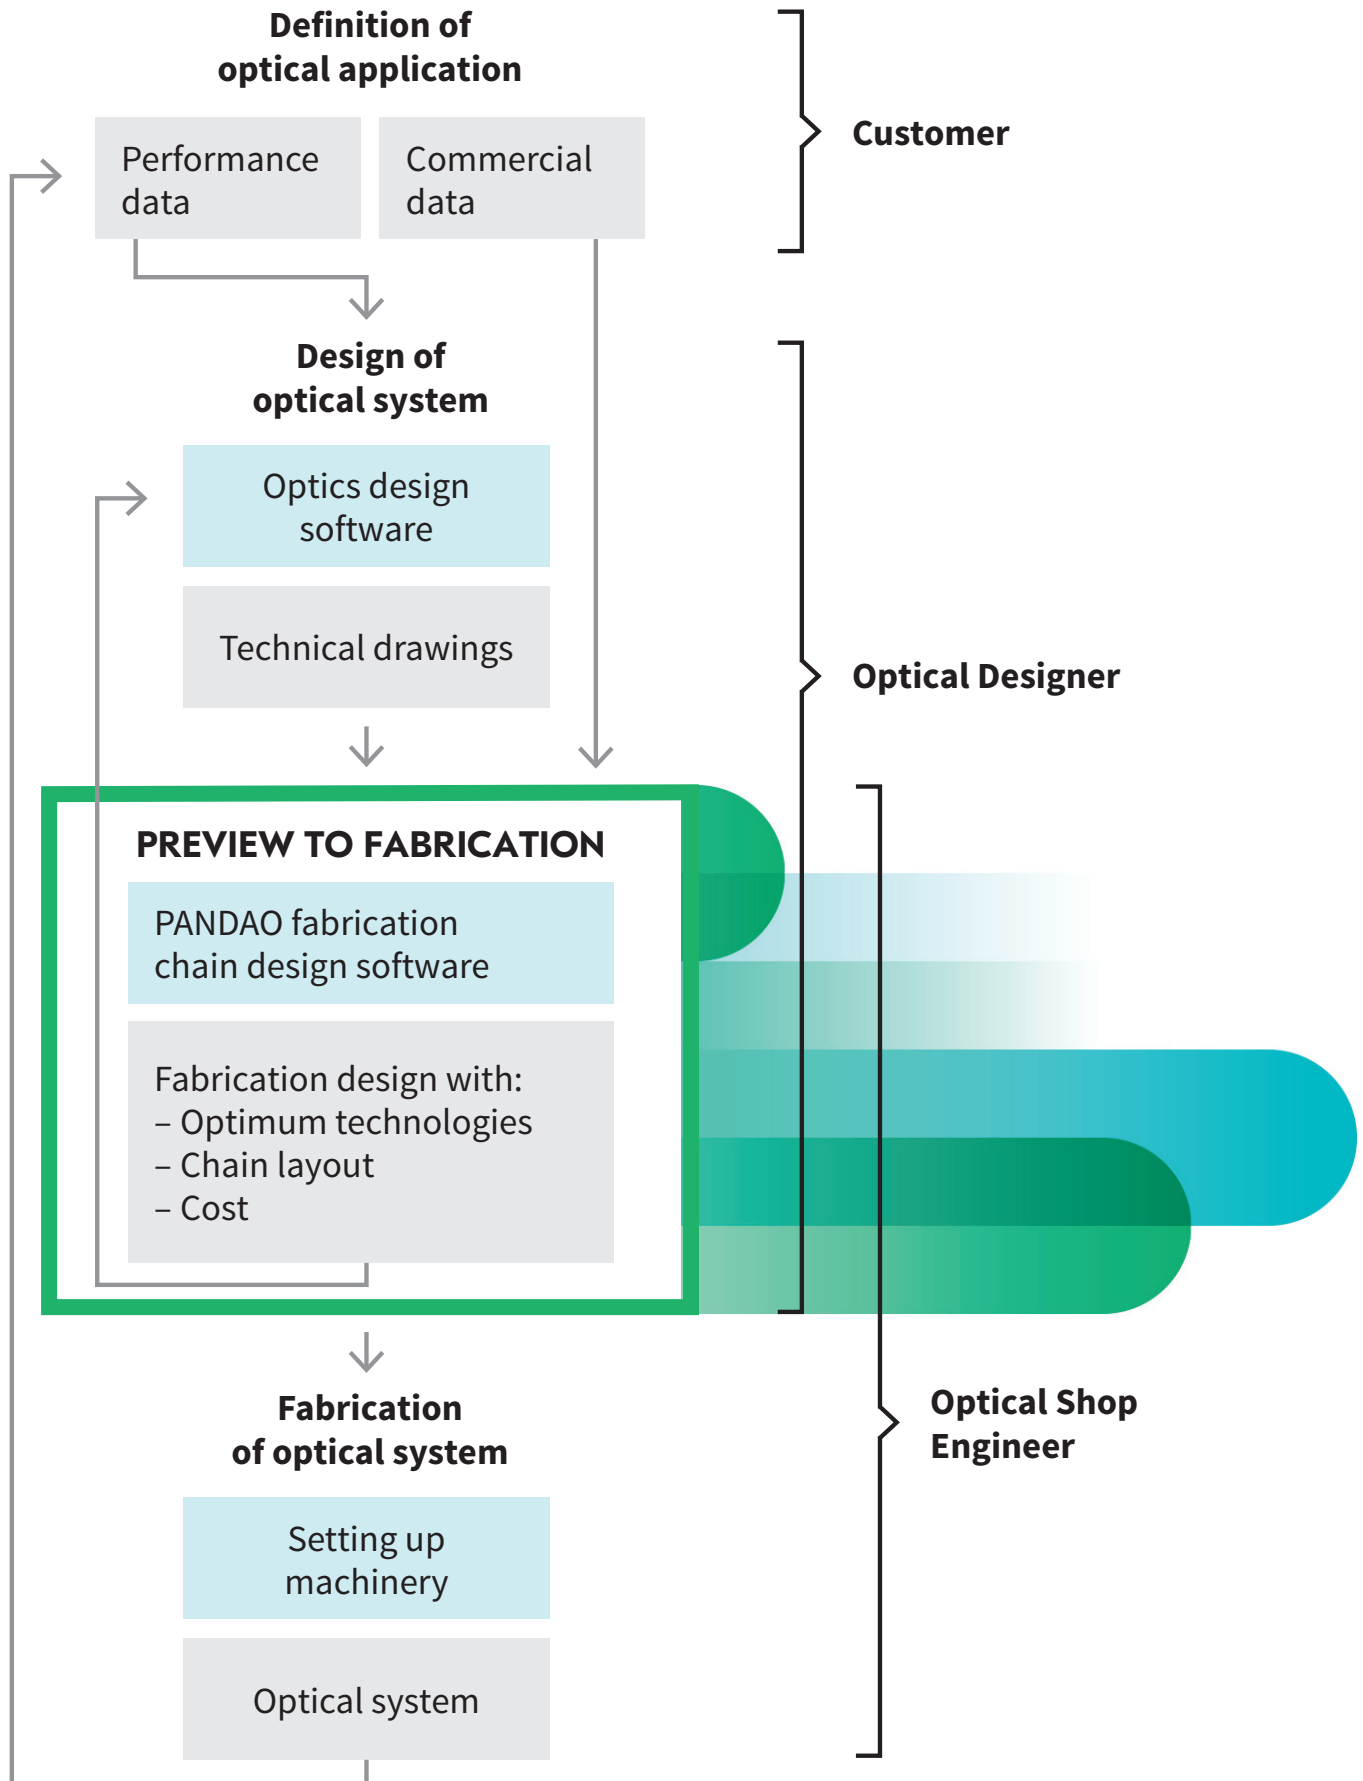 Definition of
optical application
Performance
data
Commercial
data
Customer
Design of
optical system
Optics design
software
Technical drawings
Optical Designer
PREVIEW TO FABRICATION
PANDAO fabrication
chain design software
Fabrication design with:
– Optimum technologies
– Chain layout
– Cost
Fabrication
of optical system
Optical Shop
Engineer
Setting up
machinery
Optical system